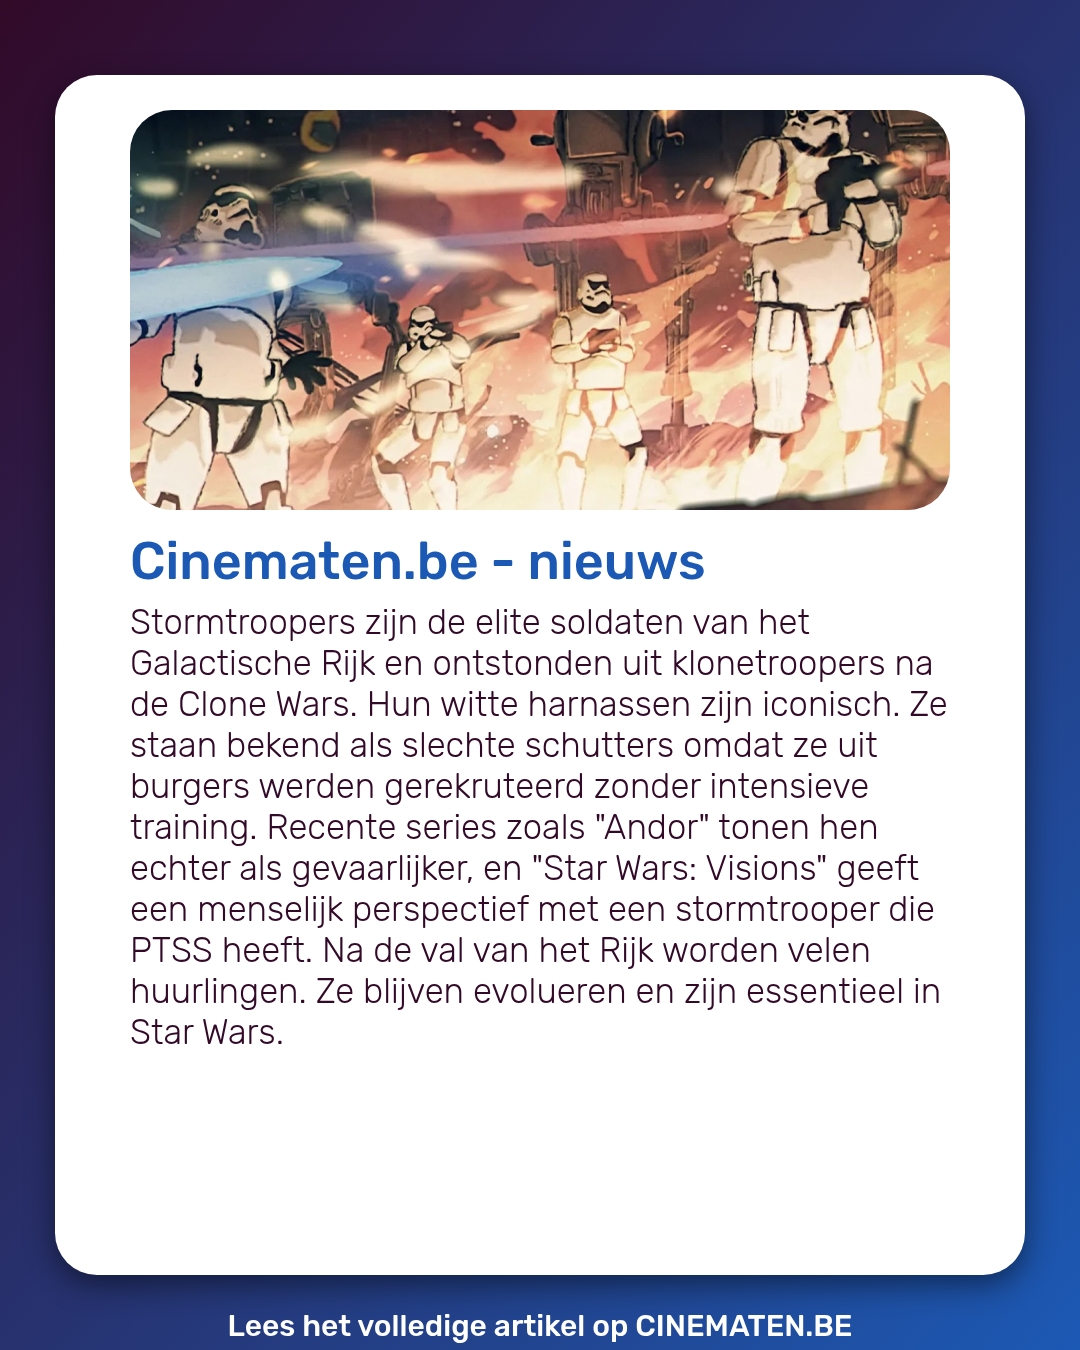 Cinematen.be - nieuws
Stormtroopers zijn de elite soldaten van het
Galactische Rijk en ontstonden uit klonetroopers na
de Clone Wars. Hun witte harnassen zijn iconisch. Ze
staan bekend als slechte schutters omdat ze uit
burgers werden gerekruteerd zonder intensieve
training. Recente series zoals "Andor" tonen hen
echter als gevaarlijker, en "Star Wars: Visions" geeft
een menselijk perspectief met een stormtrooper die
PTSS heeft. Na de val van het Rijk worden velen
huurlingen. Ze blijven evolueren en zijn essentieel in
Star Wars.
Lees het volledige artikel op CINEMATEN.BE